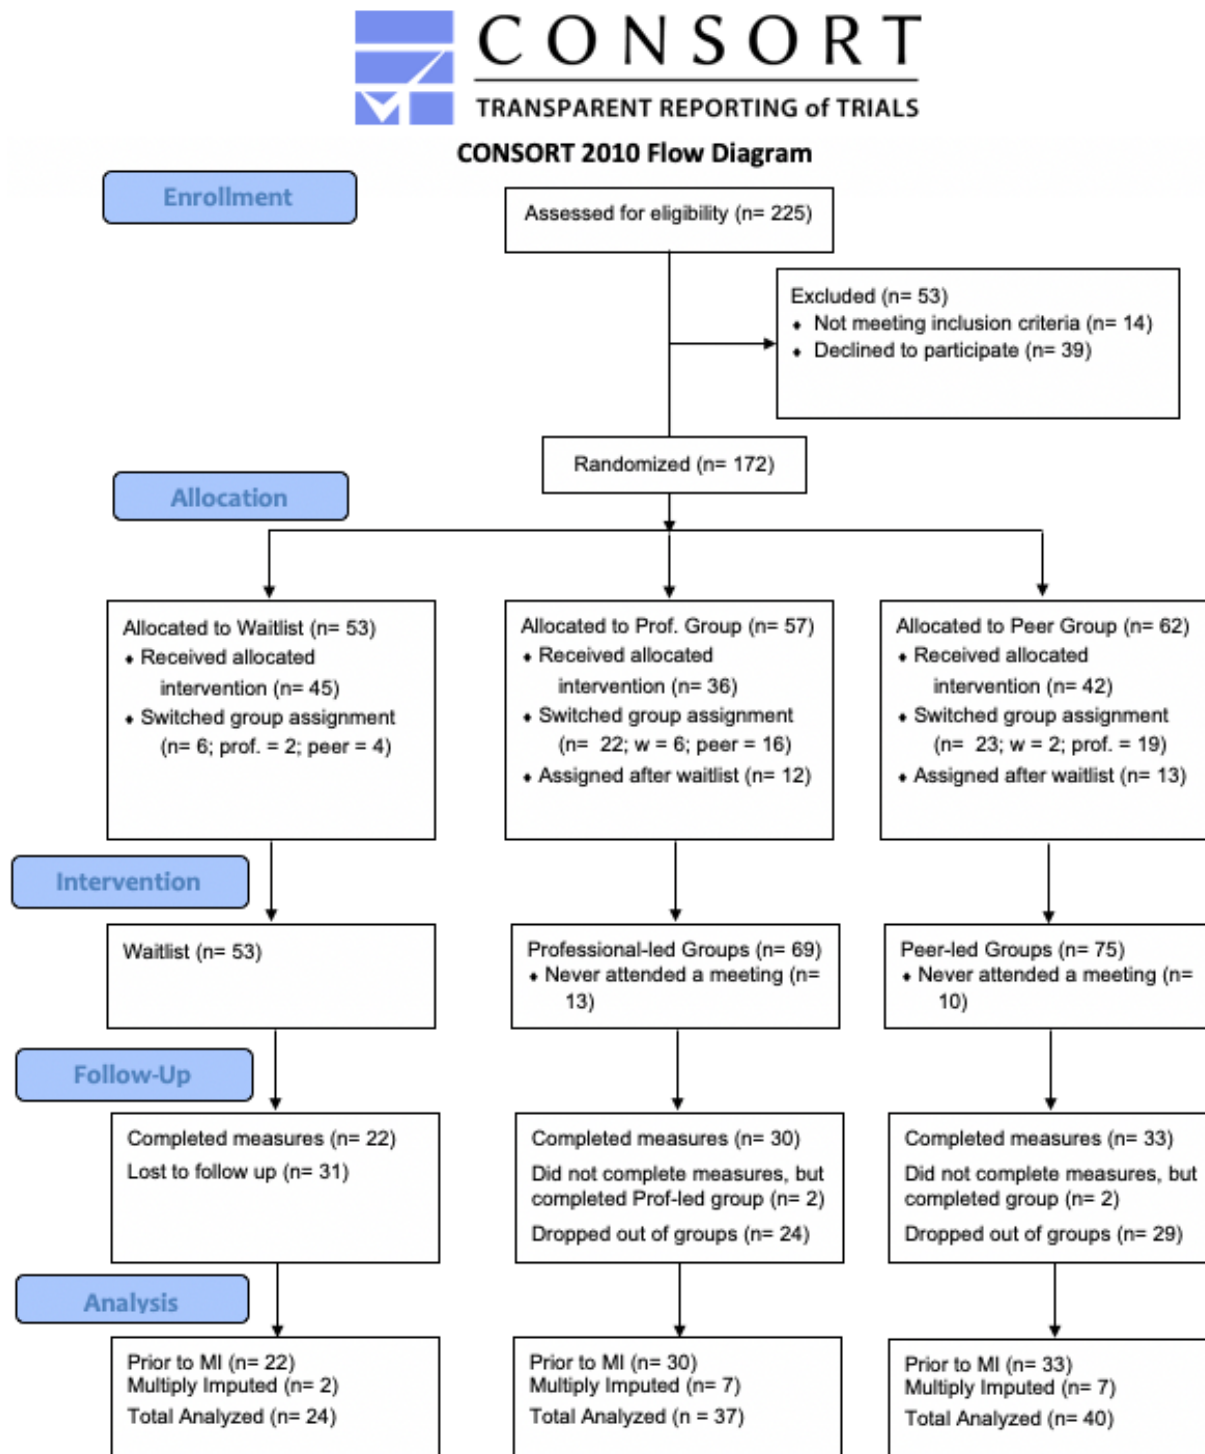 CONSORT
TRANSPARENT REPORTING of TRIALS
CONSORT 2010 Flow Diagram
Enrollment
Assessed for eligibility (n= 225)
Excluded (n= 53)
♦ Not meeting inclusion criteria (n= 14)
♦ Declined to participate (n= 39)
Randomized (n= 172)
Allocation
Allocated to Waitlist (n= 53)
♦ Received allocated
intervention (n= 45)
♦ Switched group assignment
(n= 6; prof. = 2; peer = 4)
Allocated to Prof. Group (n= 57)
♦ Received allocated
intervention (n= 36)
♦ Switched group assignment
(n= 22; w = 6; peer = 16)
♦ Assigned after waitlist (n= 12)
Allocated to Peer Group (n= 62)
♦ Received allocated
intervention (n= 42)
♦ Switched group assignment
(n= 23; w = 2; prof. = 19)
♦ Assigned after waitlist (n= 13)
Intervention
Waitlist (n= 53)
Professional-led Groups (n= 69)
♦ Never attended a meeting (n=
13)
Peer-led Groups (n= 75)
♦ Never attended a meeting (n=
10)
Follow-Up
Completed measures (n= 22)
Lost to follow up (n= 31)
Completed measures (n= 30)
Did not complete measures, but
completed Prof-led group (n= 2)
Dropped out of groups (n= 24)
Completed measures (n= 33)
Did not complete measures, but
completed group (n= 2)
Dropped out of groups (n= 29)
Analysis
Prior to MI (n= 22)
Multiply Imputed (n= 2)
Total Analyzed (n= 24)
Prior to MI (n= 30)
Multiply Imputed (n= 7)
Total Analyzed (n = 37)
Prior to MI (n= 33)
Multiply Imputed (n= 7)
Total Analyzed (n= 40)